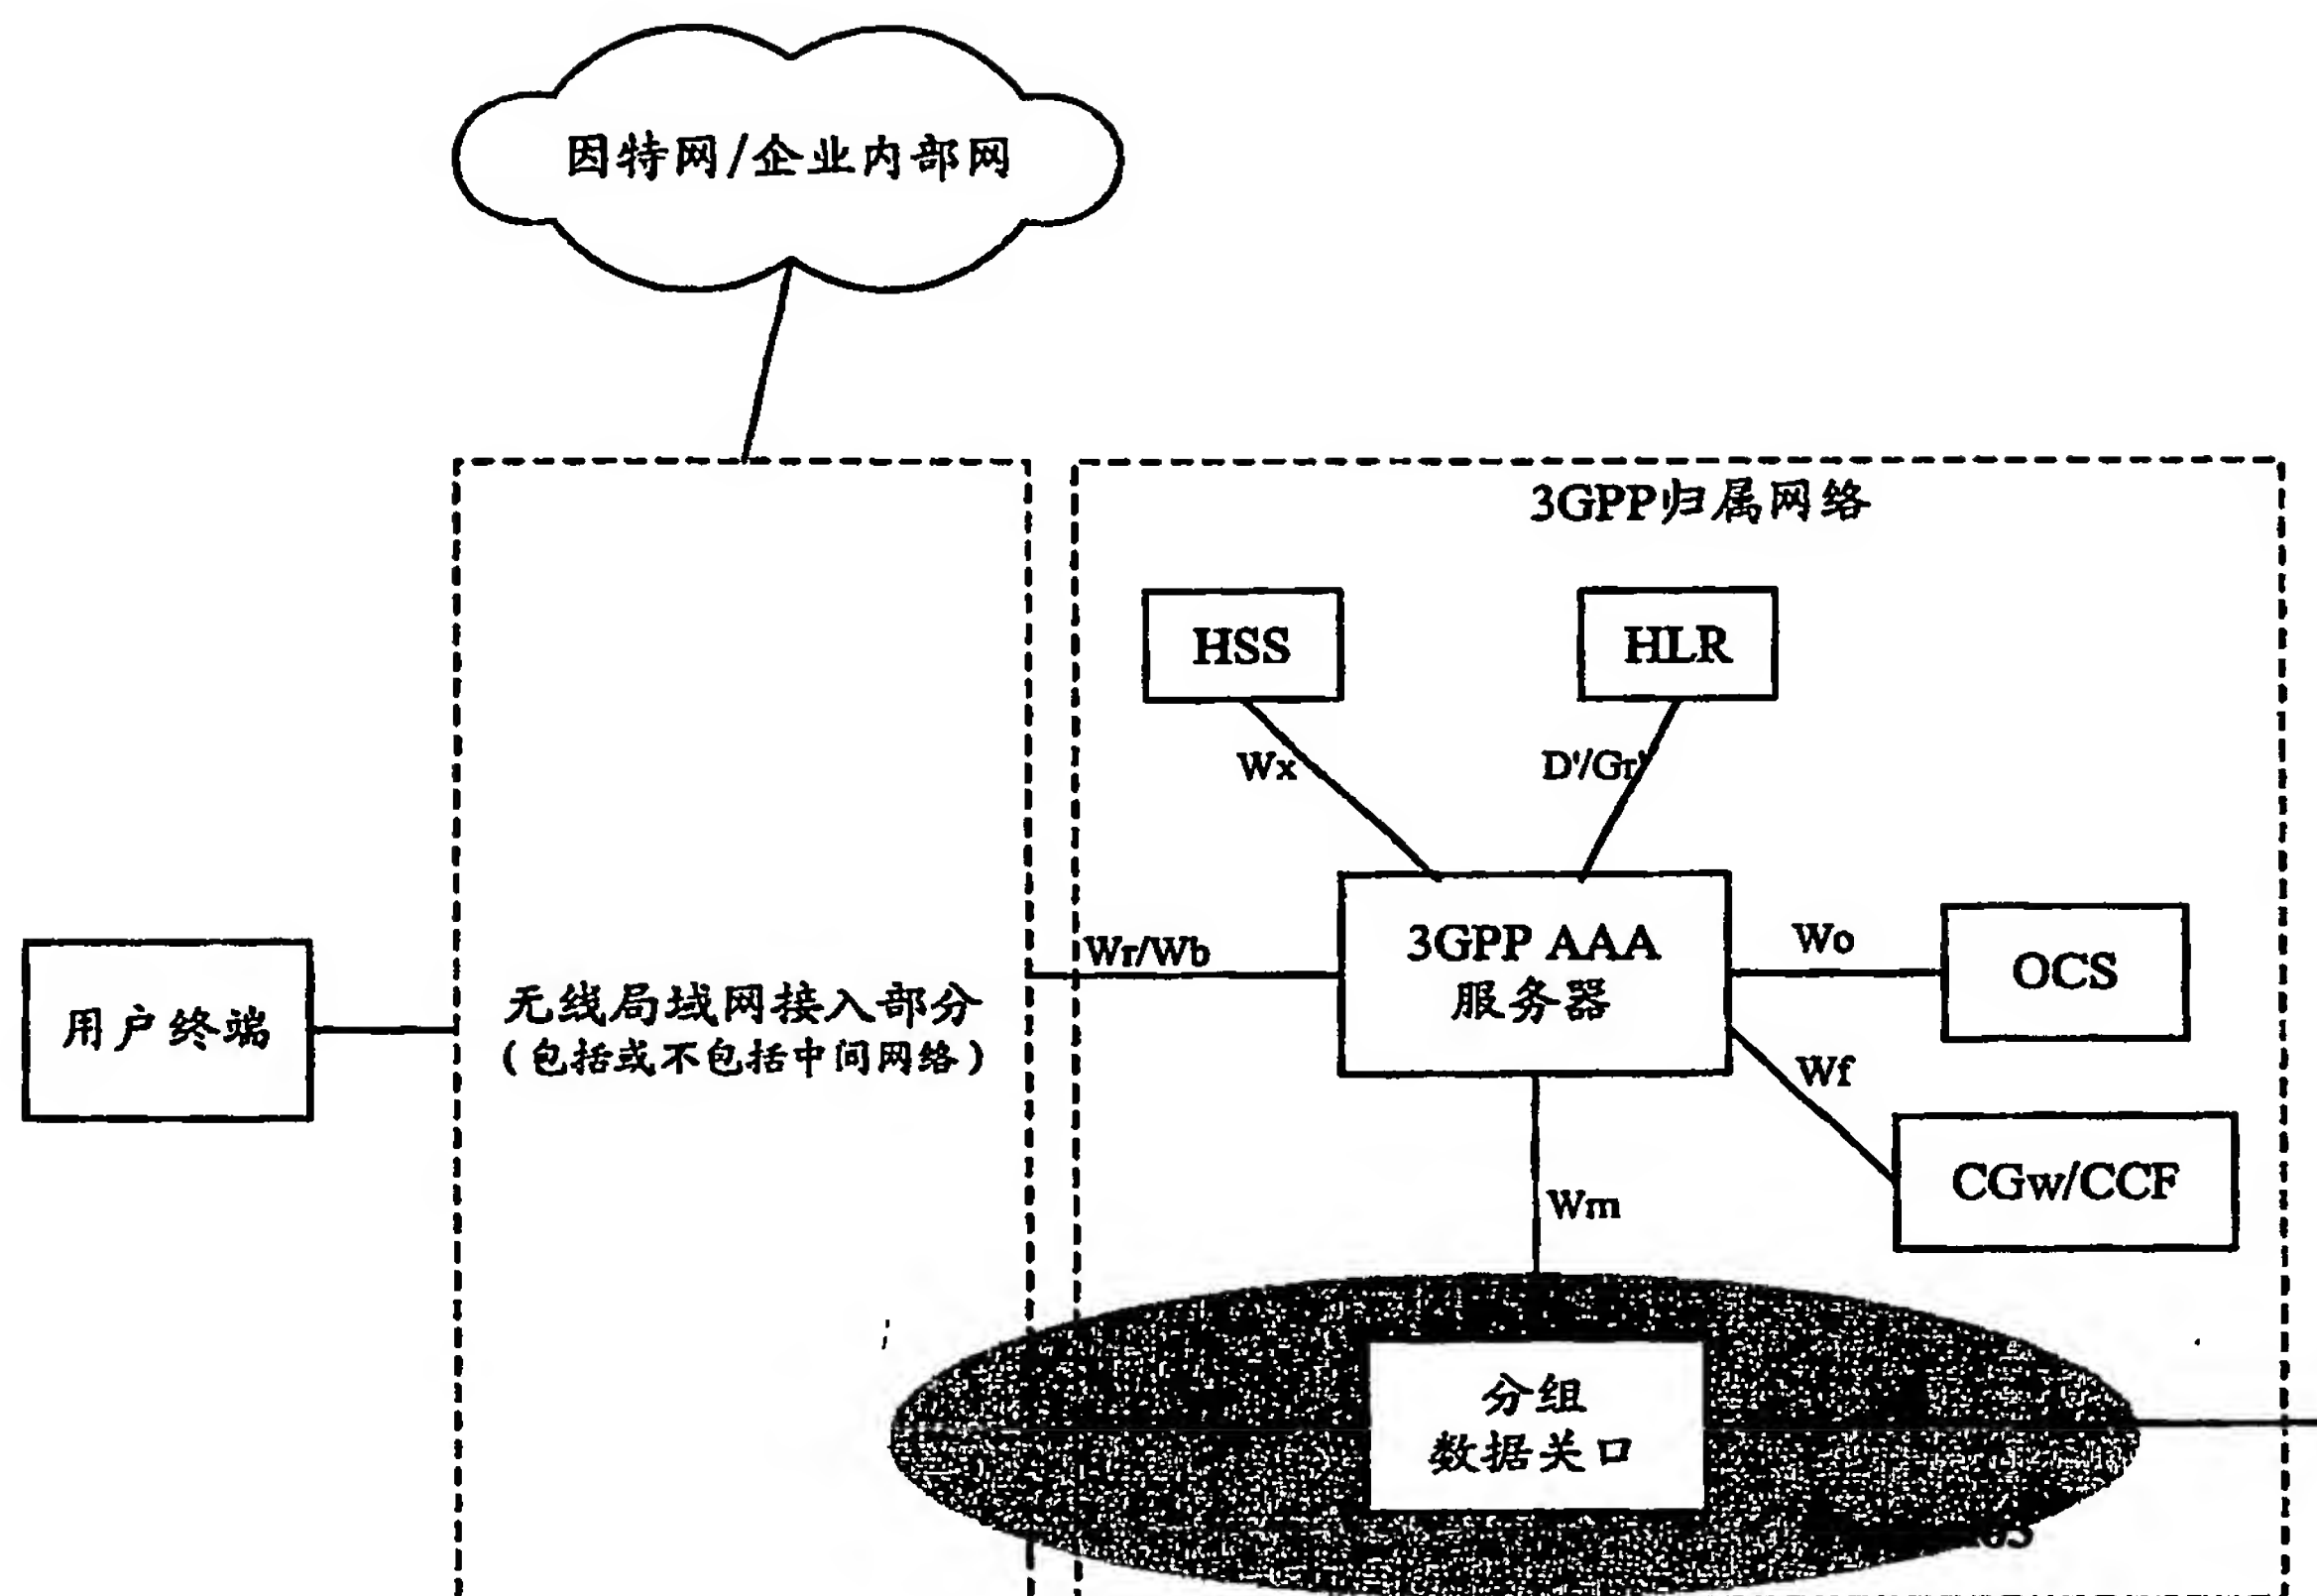 因特网/企业内部网
3GPP归属网络
HSS
HLR
Wx
D'/Gr'
Wr/Wb
3GPP AAA
服务器
Wo
OCS
用户终端
无线局域网接入部分
(包括或不包括中间网络)
Wf
CGw/CCF
Wm
分组
数据关口